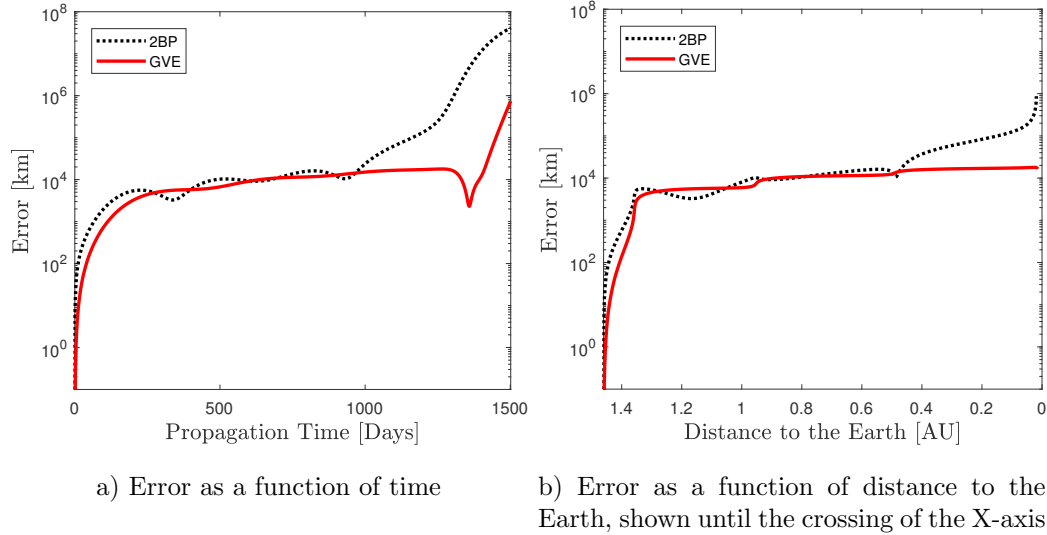 10^8
10^6
10^4
10^2
10^0
Error [km]
2BP
GVE
0
500
1000
1500
Propagation Time [Days]
a) Error as a function of time
10^8
10^6
10^4
10^2
10^0
Error [km]
2BP
GVE
1.4
1.2
1
0.8
0.6
0.4
0.2
0
Distance to the Earth [AU]
b) Error as a function of distance to the
Earth, shown until the crossing of the X-axis